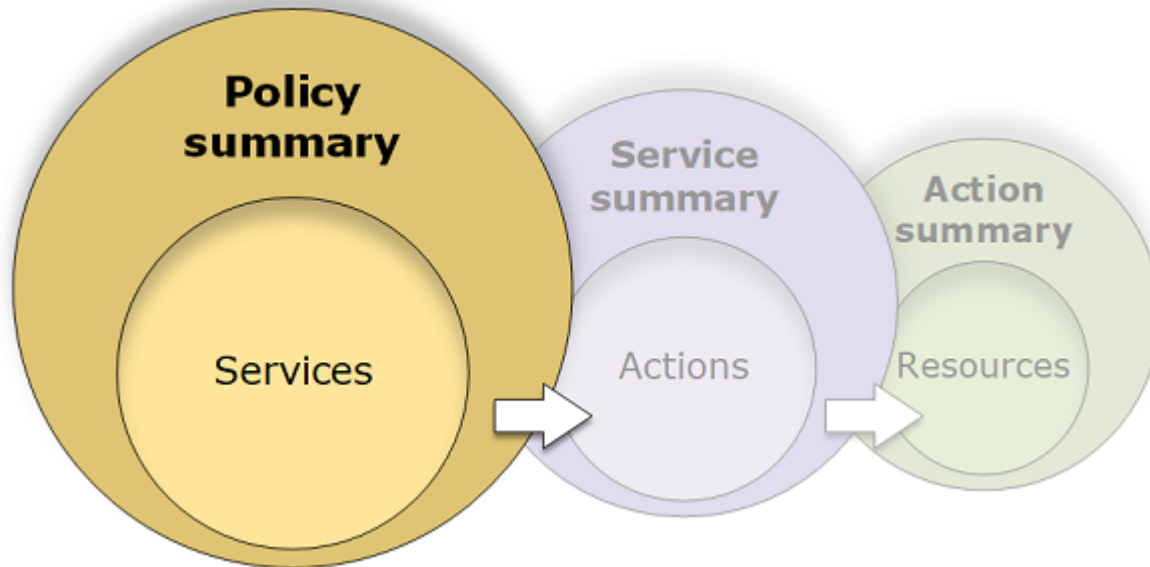 Policy
summary
Services
Service
summary
Actions
Action
summary
Resources